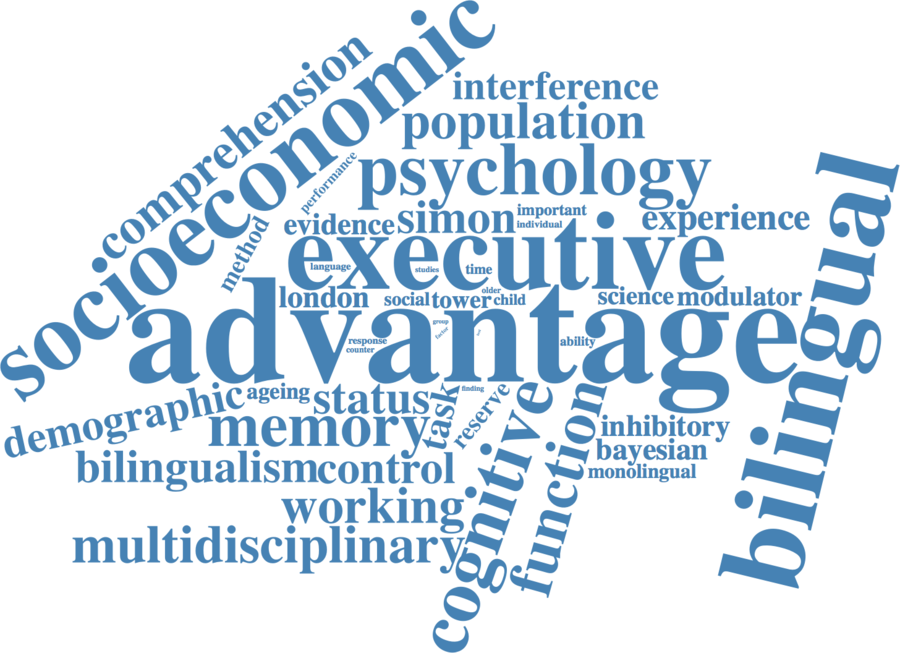 socioeconomic
comprehension
interference
population
psychology
performance
method
evidence
simon
important
individual
experience
executive
language
studies
time
older
london
social
tower
child
science
modulator
bilingual
advantage
group
factor
response
counter
ability
demographic
ageing
status
finding
memory
task
reserve
cognitive
function
inhibitory
bayesian
monolingual
bilingualism
control
working
multidisciplinary